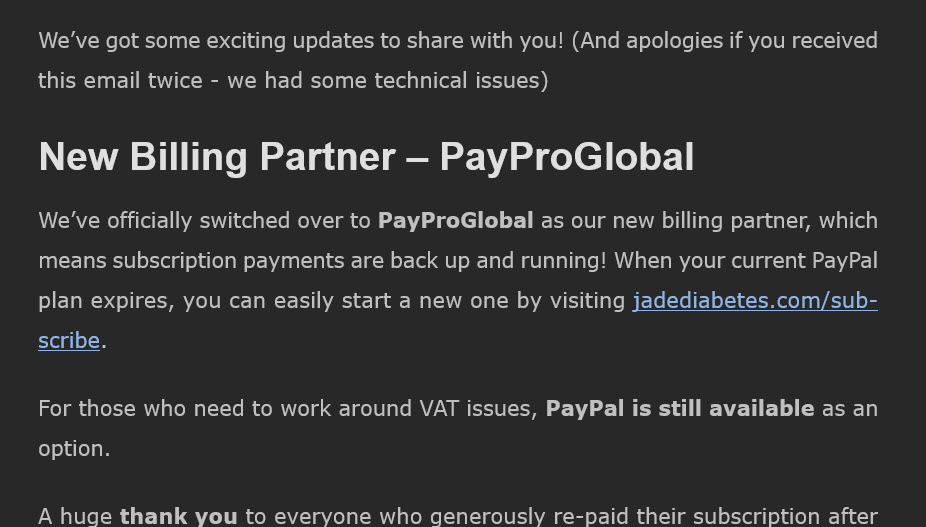 We’ve got some exciting updates to share with you! (And apologies if you received
this email twice - we had some technical issues)
New Billing Partner – PayProGlobal
We’ve officially switched over to PayProGlobal as our new billing partner, which
means subscription payments are back up and running! When your current PayPal
plan expires, you can easily start a new one by visiting jadediabetes.com/sub-
scribe.
For those who need to work around VAT issues, PayPal is still available as an
option.
A huge thank you to everyone who generously re-paid their subscription after